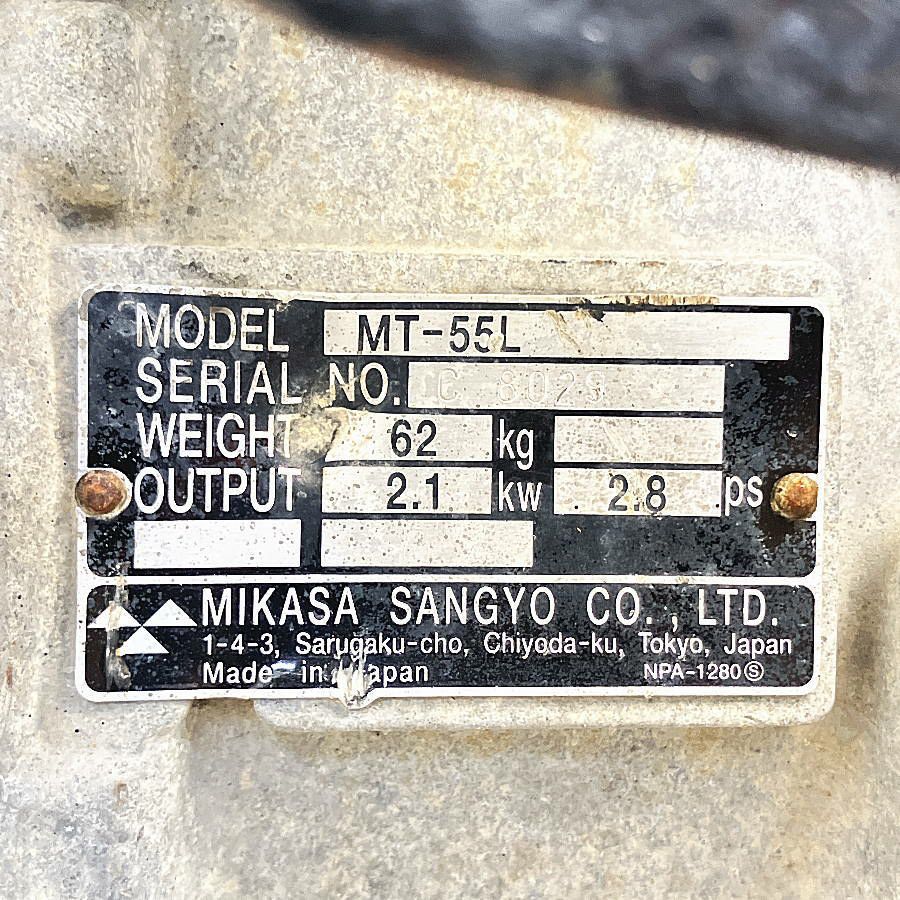 MODEL MT-55L
SERIAL NO. C
WEIGHT 62 kg
OUTPUT 2.1 kw 2.8 ps
MIKASA SANGYO CO., LTD.
1-4-3, Sarugaku-cho, Chiyoda-ku, Tokyo, Japan
Made in Japan NPA-1280Ⓢ